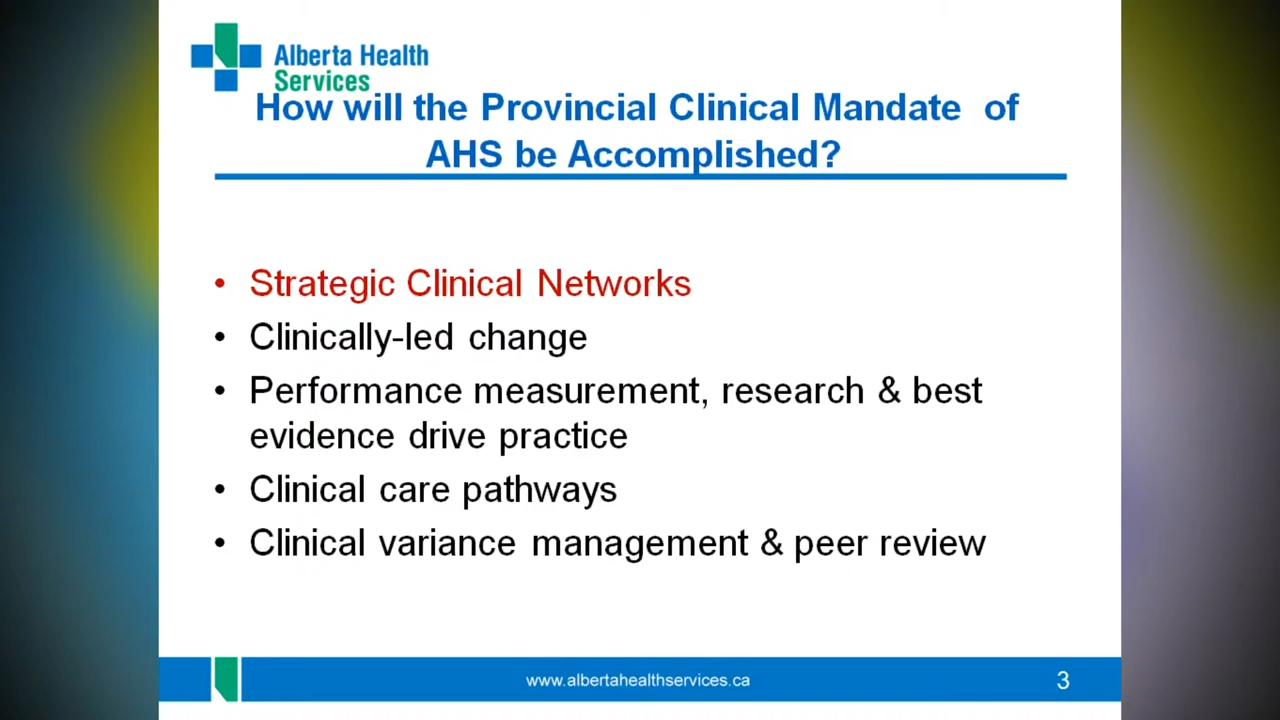 Alberta Health
Services
How will the Provincial Clinical Mandate of
AHS be Accomplished?
• Strategic Clinical Networks
• Clinically-led change
• Performance measurement, research & best
evidence drive practice
• Clinical care pathways
• Clinical variance management & peer review
www.albertahealthservices.ca
3